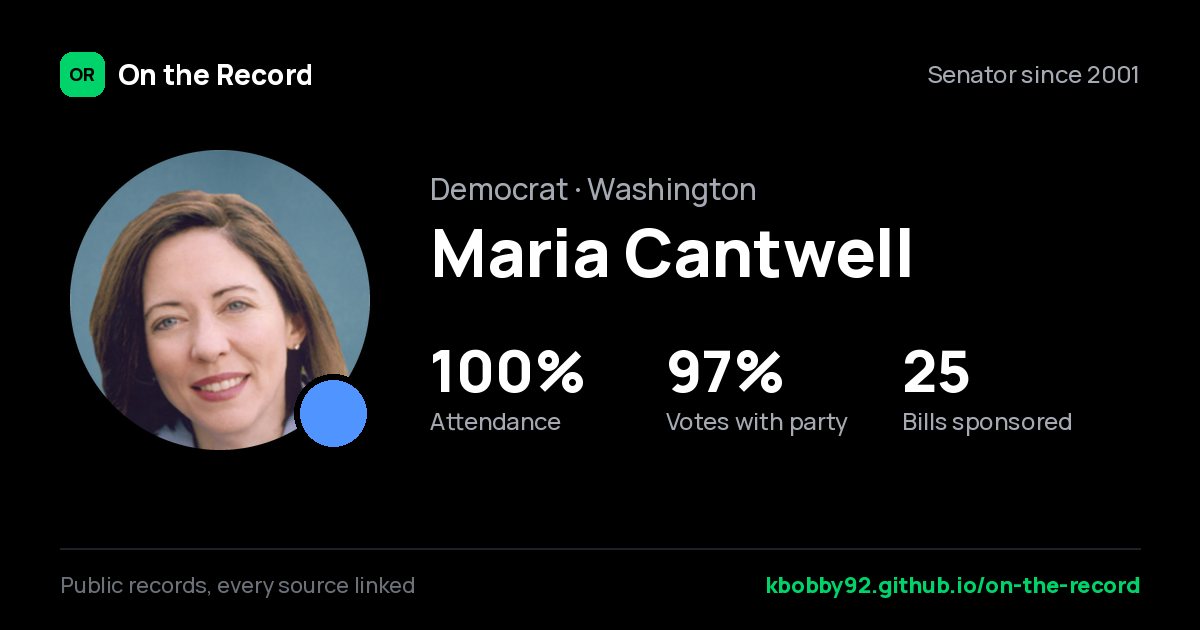 OR On the Record
Senator since 2001
Democrat · Washington
Maria Cantwell
100% 97% 25
Attendance Votes with party Bills sponsored
Public records, every source linked
kbobby92.github.io/on-the-record